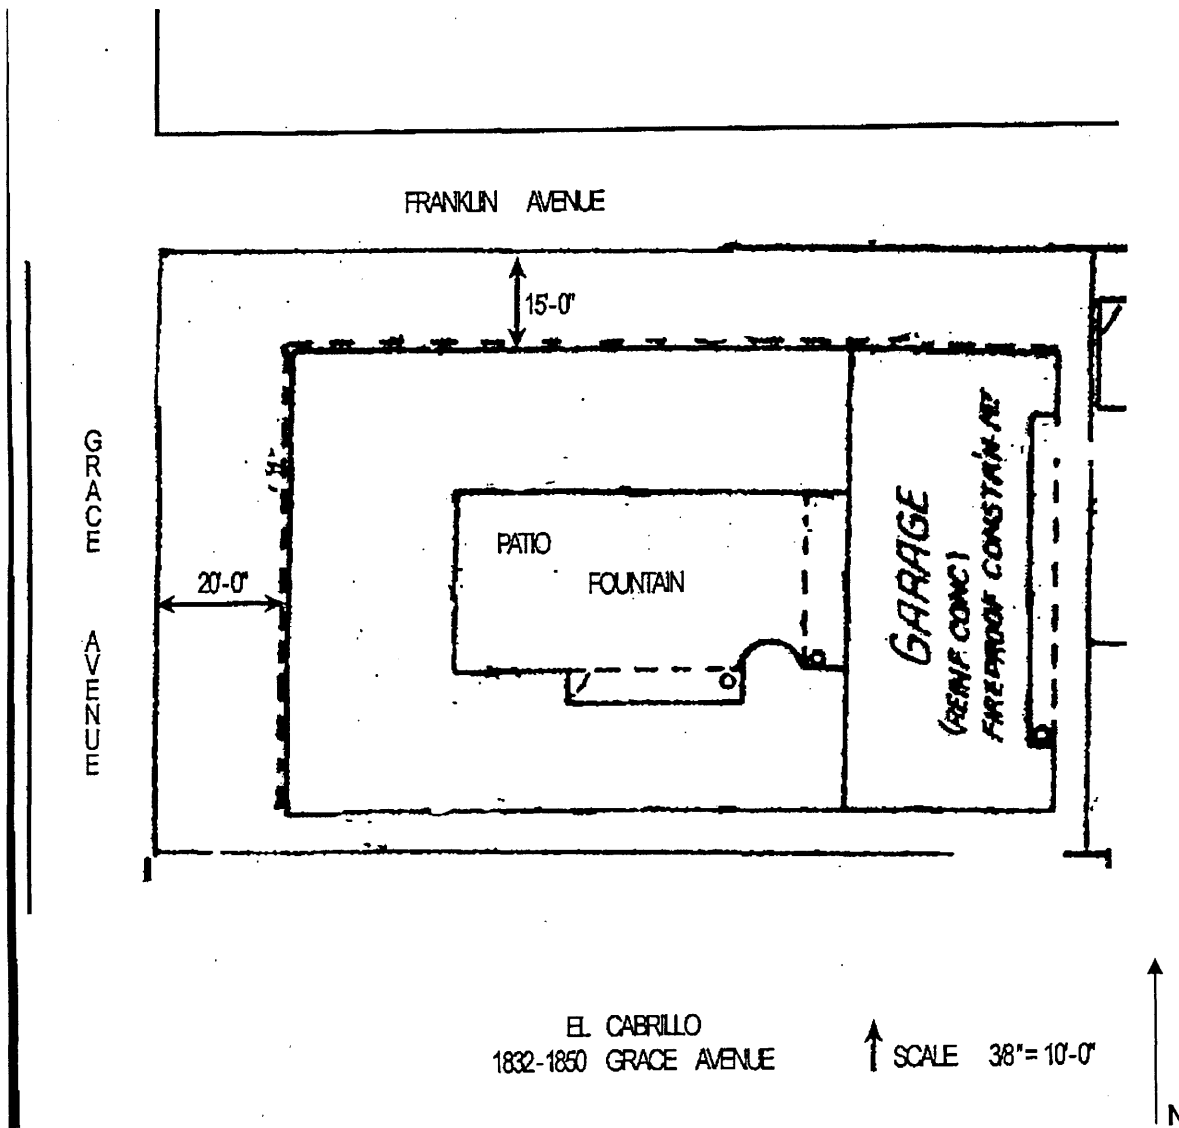 FRANKLIN AVENUE
15'-0"
GRACE AVENUE
20'-0"
PATIO
FOUNTAIN
GARAGE
(REINF. CONC)
FIREPROOF
EL CABRILLO
1832-1850 GRACE AVENUE
SCALE 3/8" = 10'-0"
N